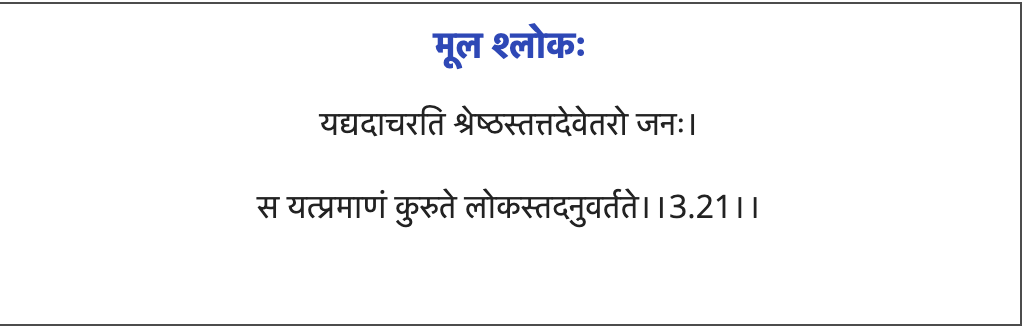 मूल श्लोकः
यद्यदाचरति श्रेष्ठस्तत्तदेवेतरो जनः।
स यत्प्रमाणं कुरुते लोकस्तदनुवर्तते।।3.21।।